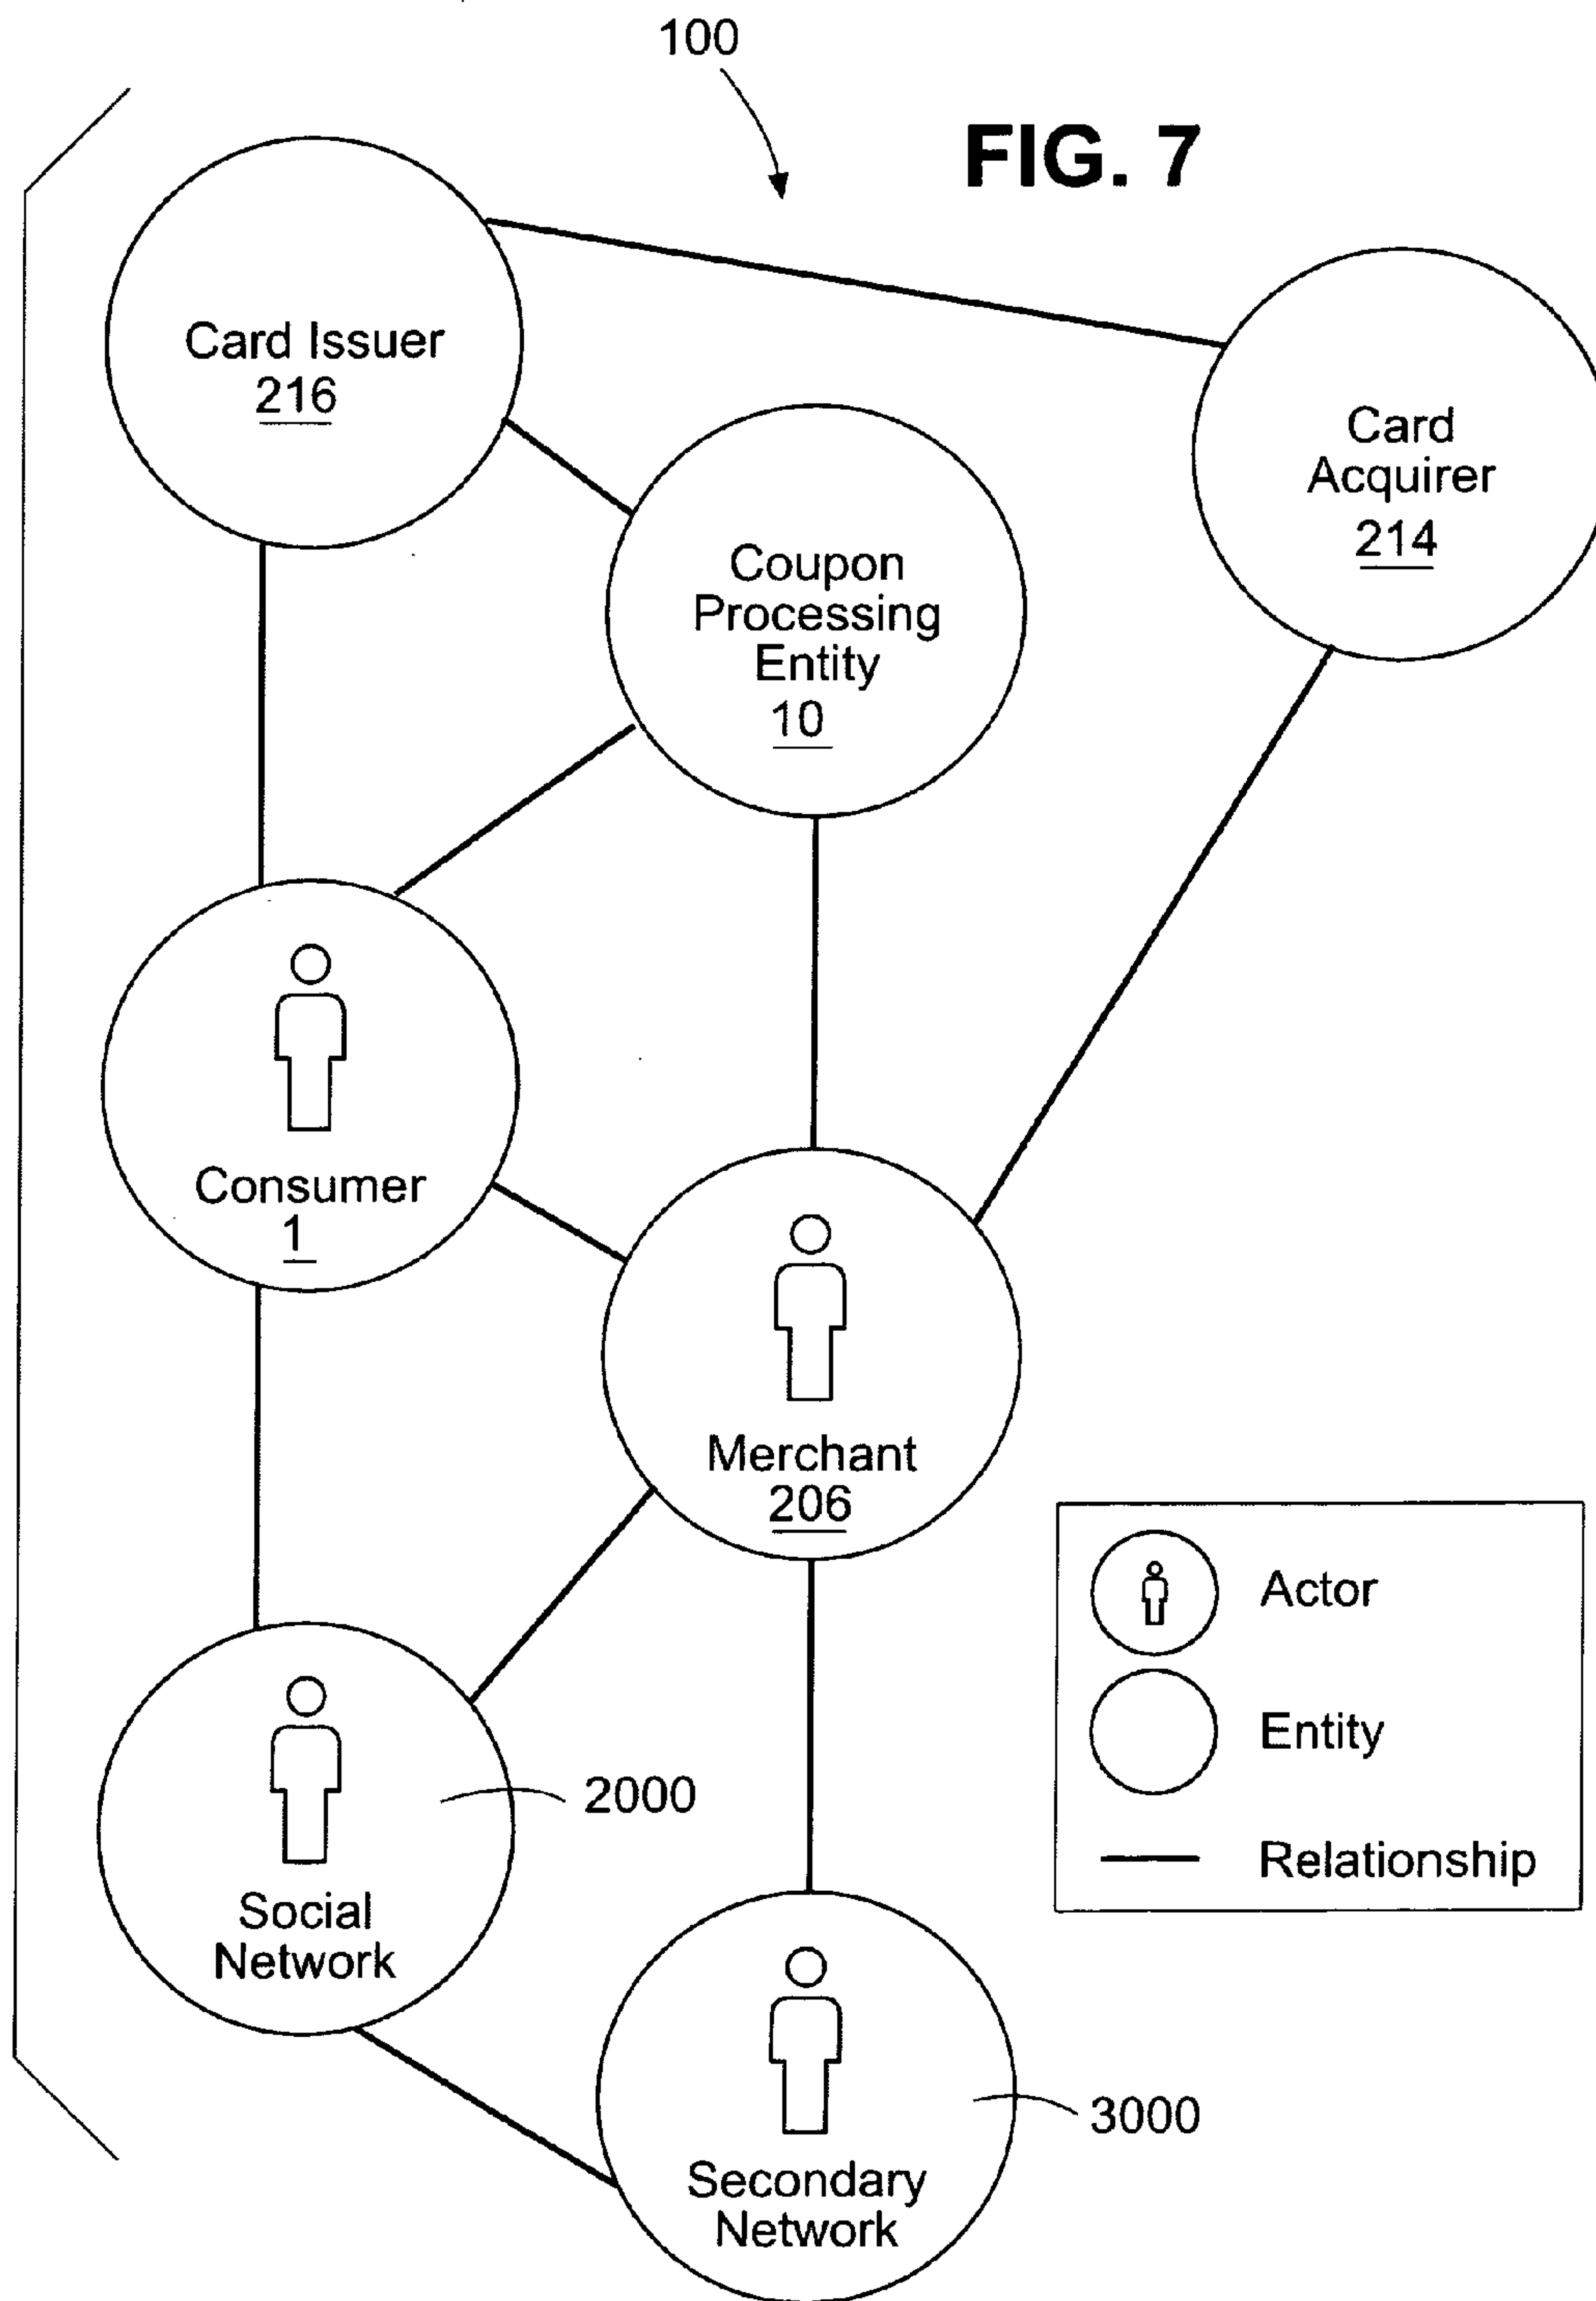 100
FIG. 7
Card Issuer
216
Card
Acquirer
214
Coupon
Processing
Entity
10
Consumer
1
Merchant
206
Actor
Entity
Relationship
2000
Social
Network
3000
Secondary
Network